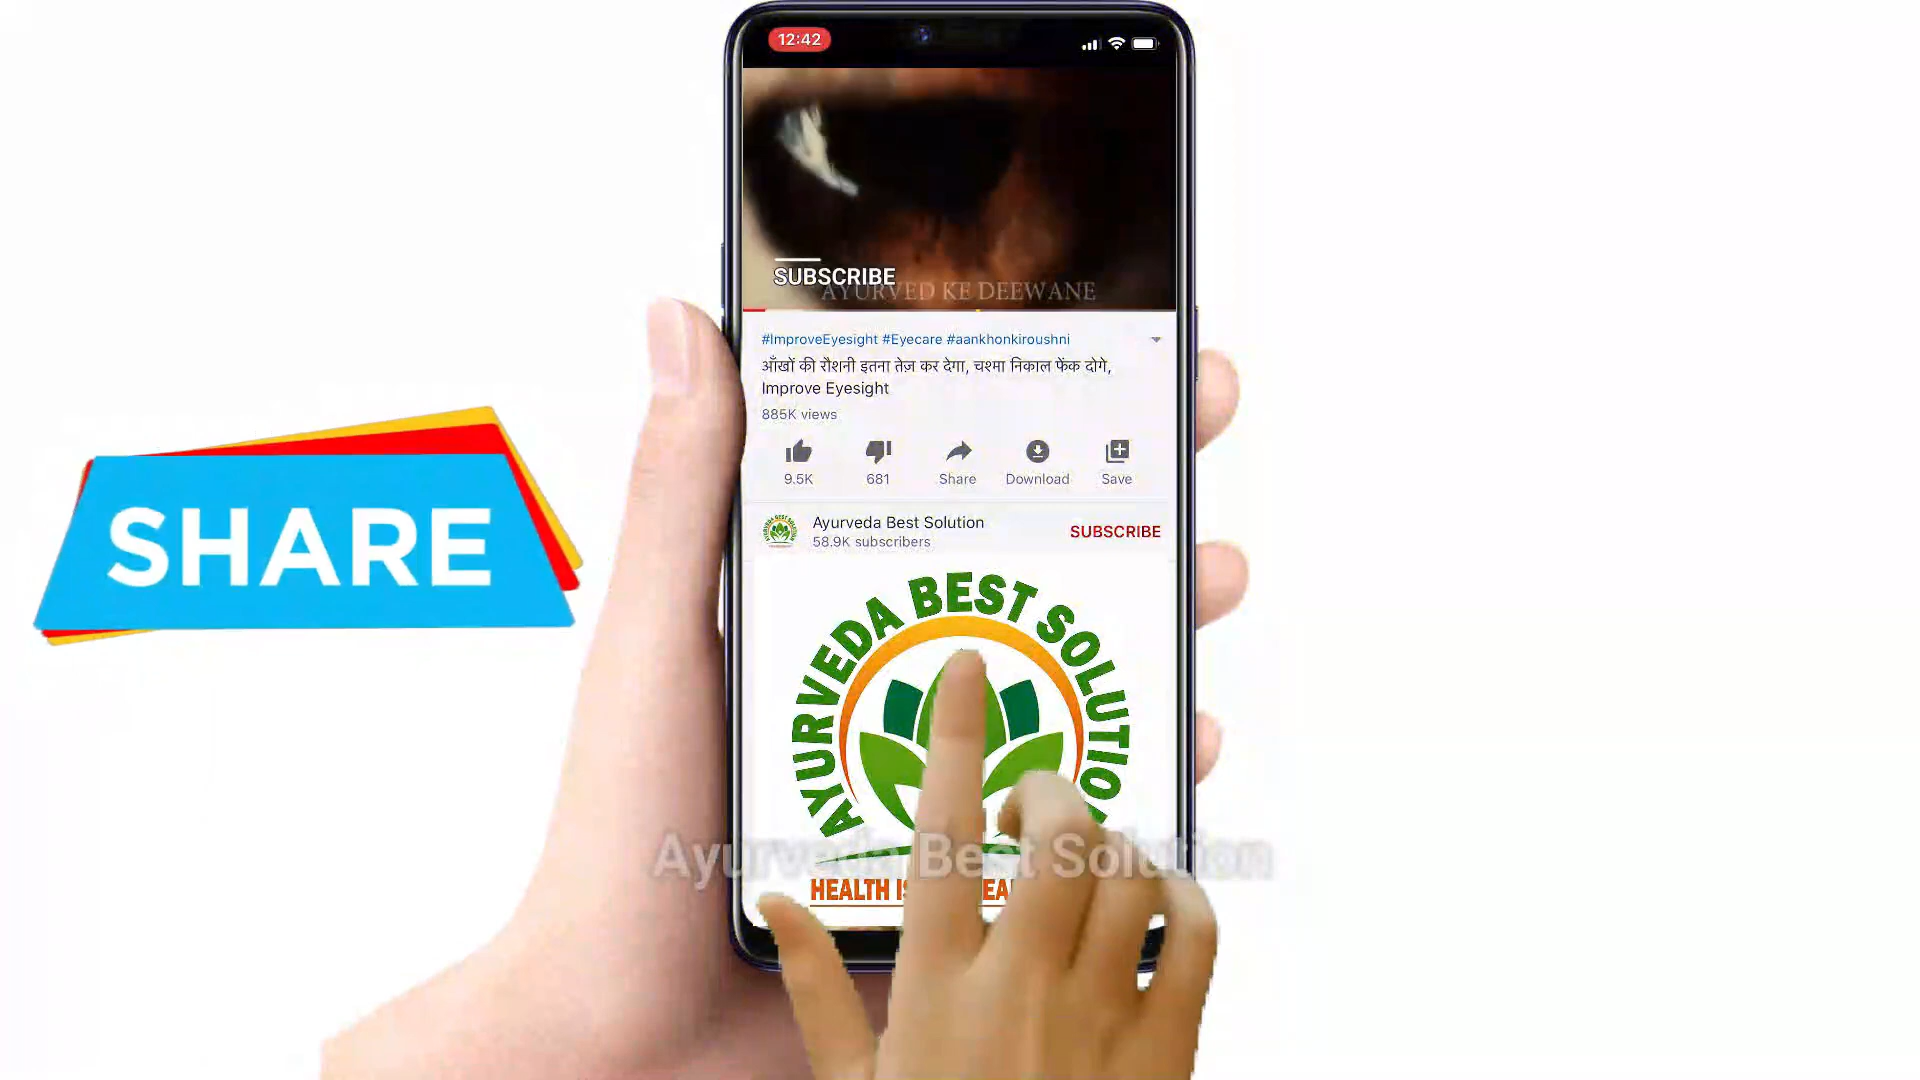 12:42
SUBSCRIBE
AYURVED KE DEEWANE
#ImproveEyesight #Eyecare #aankhonkiroushni
आँखों की रौशनी इतना तेज़ कर देगा, चश्मा निकाल फेंक दोगे,
Improve Eyesight
885K views
9.5K
681
Share
Download
Save
Ayurveda Best Solution
58.9K subscribers
SUBSCRIBE
SHARE
AYURVEDA BEST SOLUTION
Ayurveda Best Solution
HEALTH